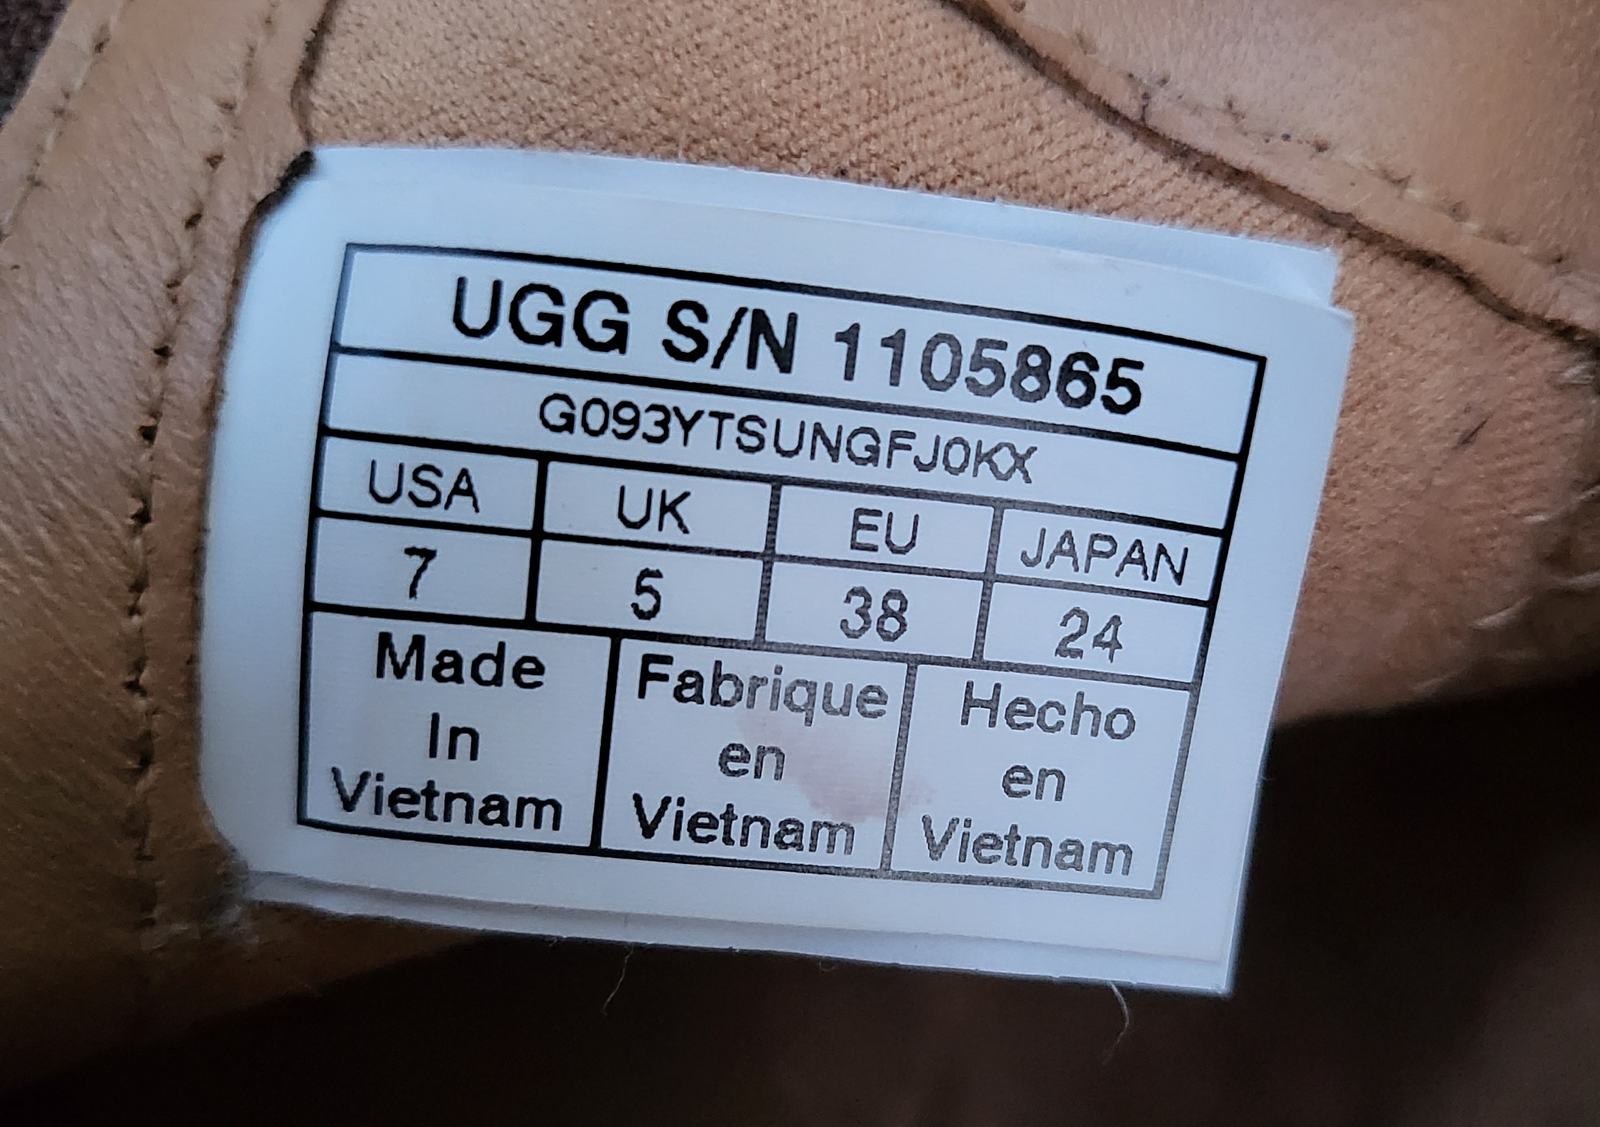 UGG S/N 1105865
G093YTSUNGFJ0KX
USA UK EU JAPAN
7 5 38 24
Made
In
Vietnam
Fabrique
en
Vietnam
Hecho
en
Vietnam